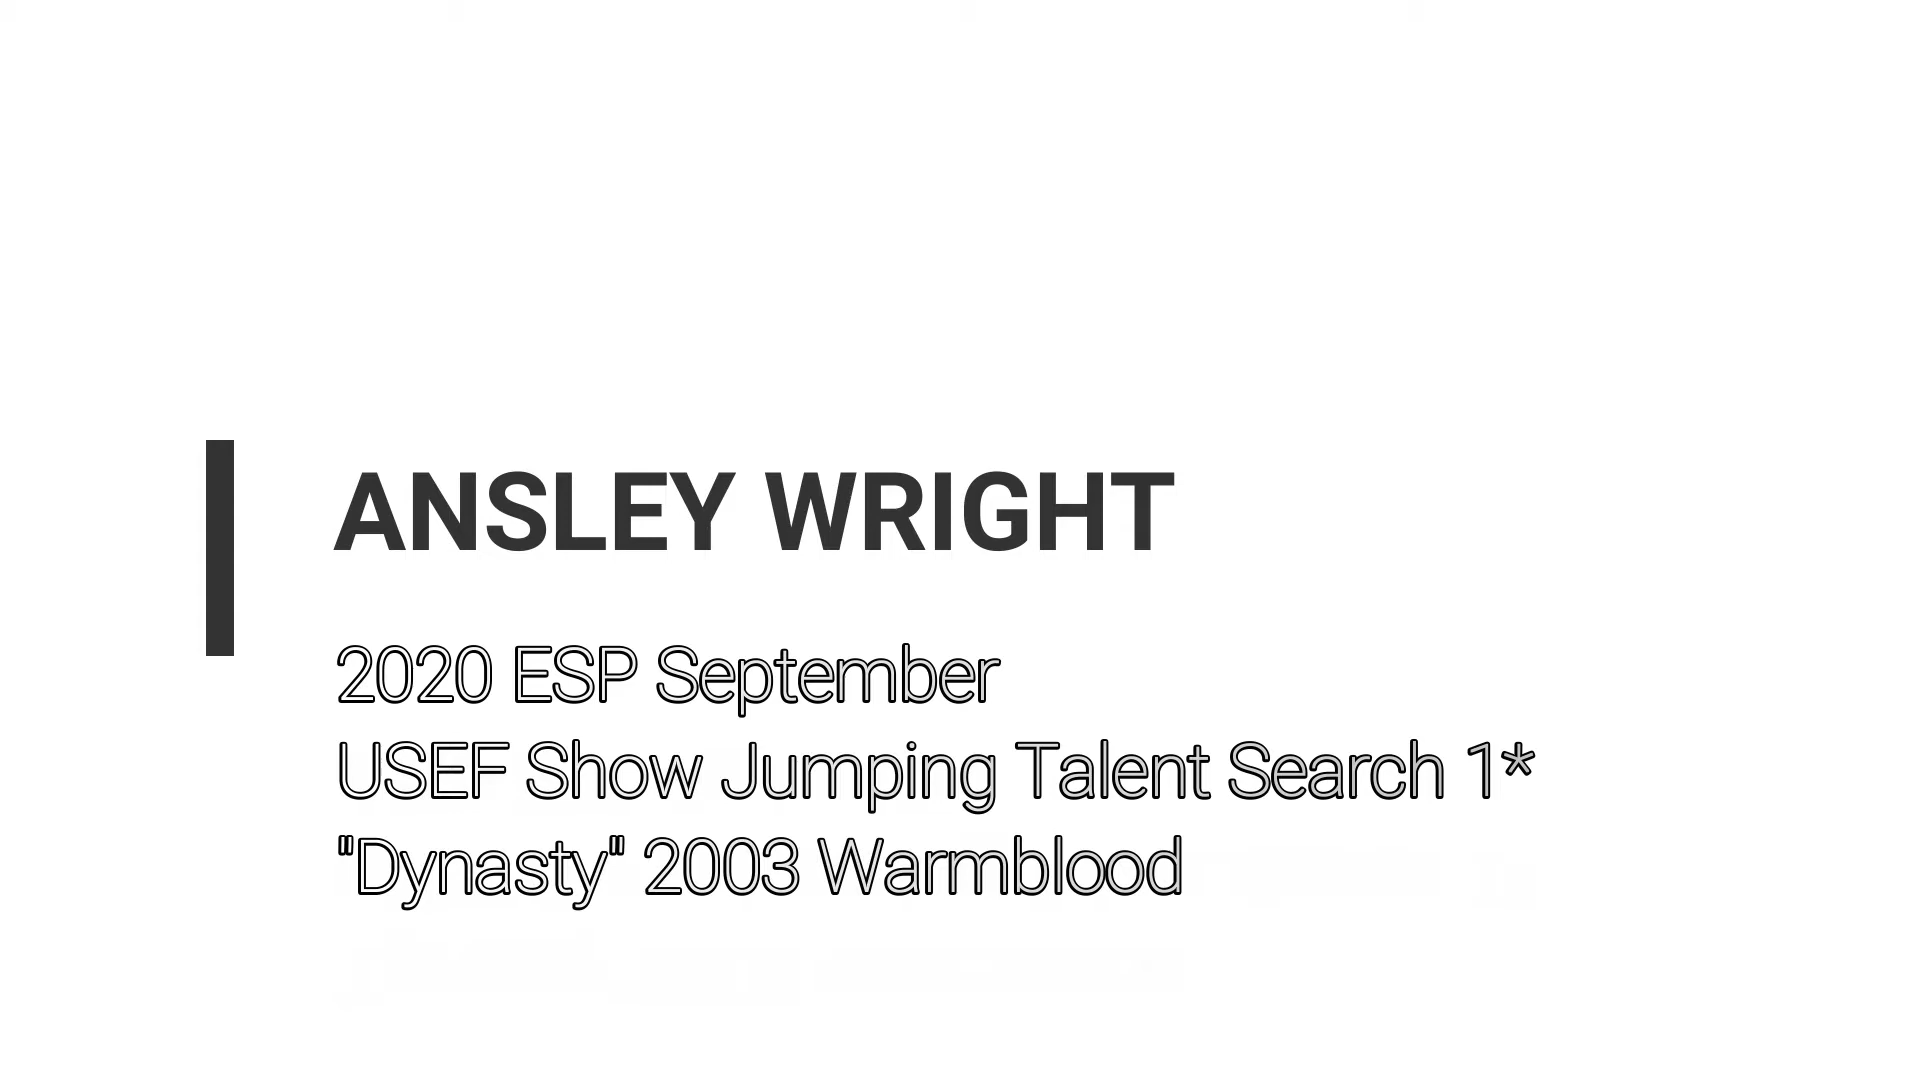 ANSLEY WRIGHT
2020 ESP September
USEF Show Jumping Talent Search 1*
"Dynasty" 2003 Warmblood